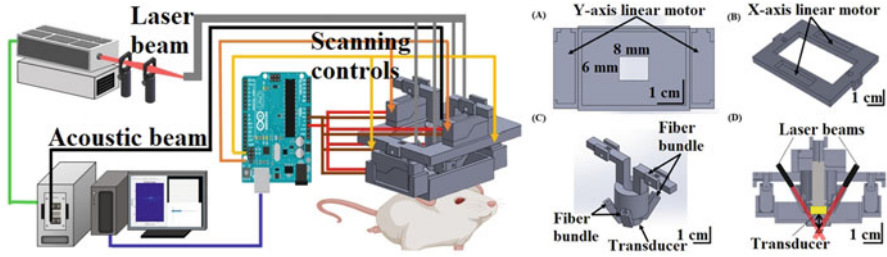 Laser
beam
Scanning
controls
Acoustic beam
ARDUINO
(A)
Y-axis linear motor
8 mm
6 mm
1 cm
(B)
X-axis linear motor
1 cm
(C)
Fiber
bundle
Fiber
bundle
Transducer
1 cm
(D)
Laser beams
Transducer
1 cm